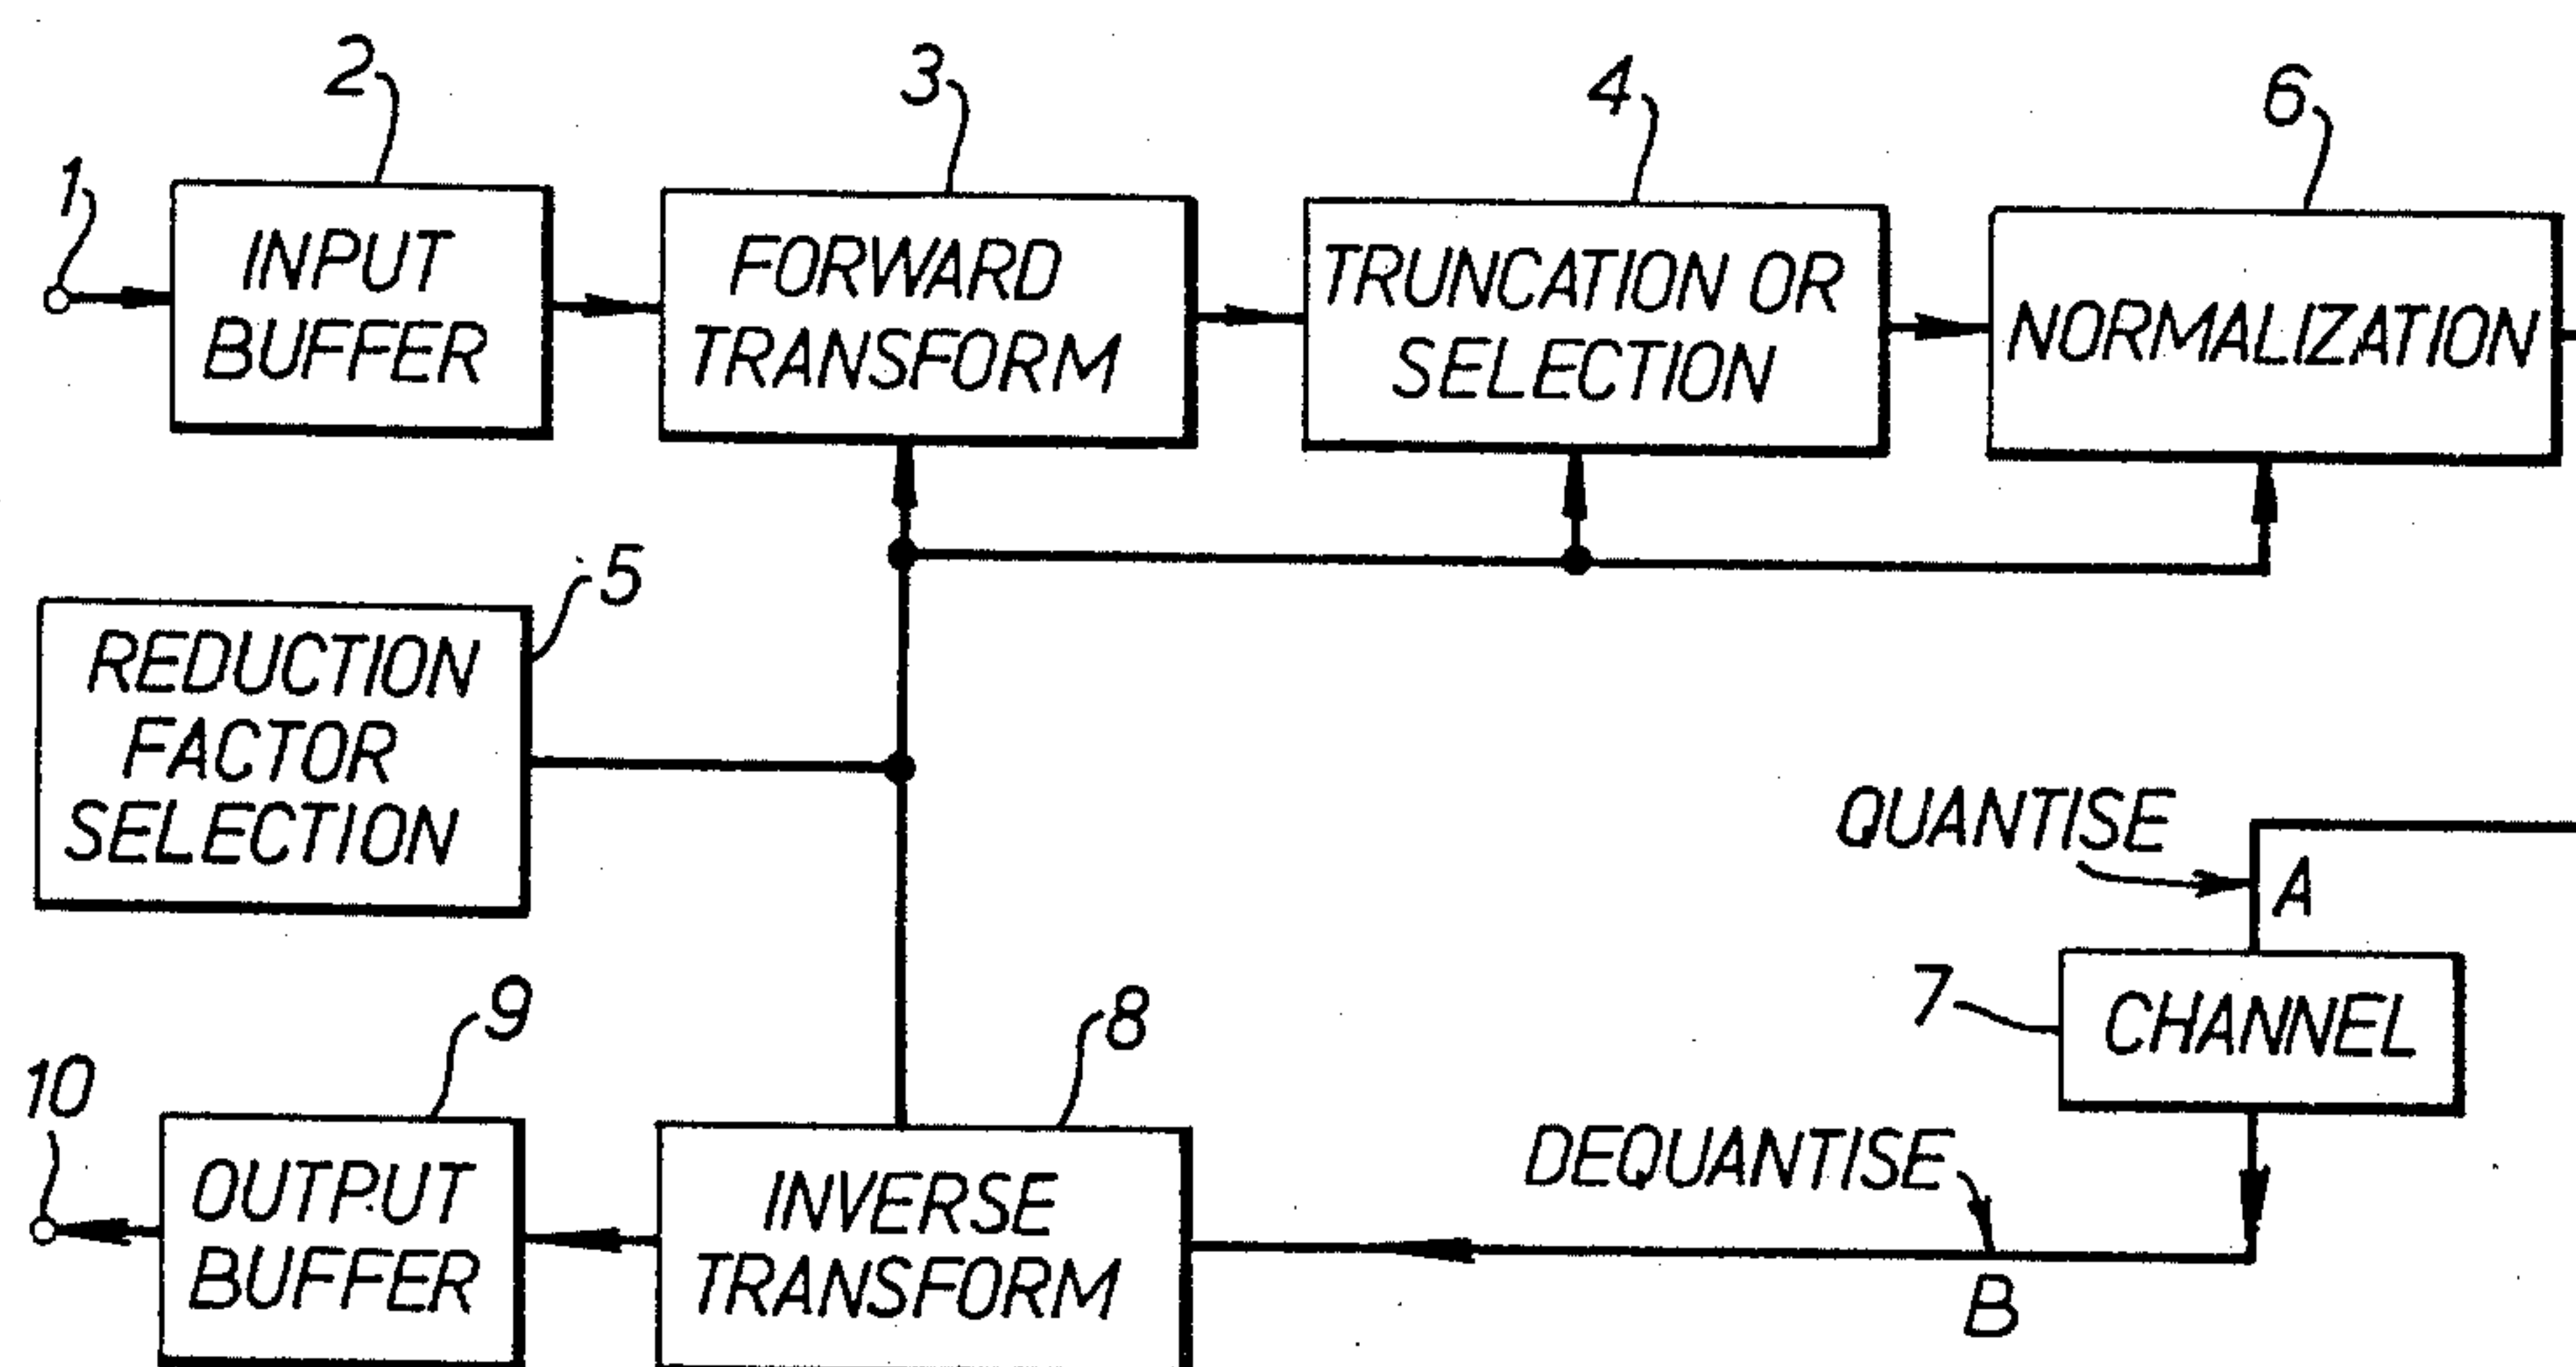 1
2
INPUT
BUFFER
3
FORWARD
TRANSFORM
4
TRUNCATION OR
SELECTION
6
NORMALIZATION
5
REDUCTION
FACTOR
SELECTION
QUANTISE
A
7
CHANNEL
DEQUANTISE
B
8
INVERSE
TRANSFORM
9
OUTPUT
BUFFER
10